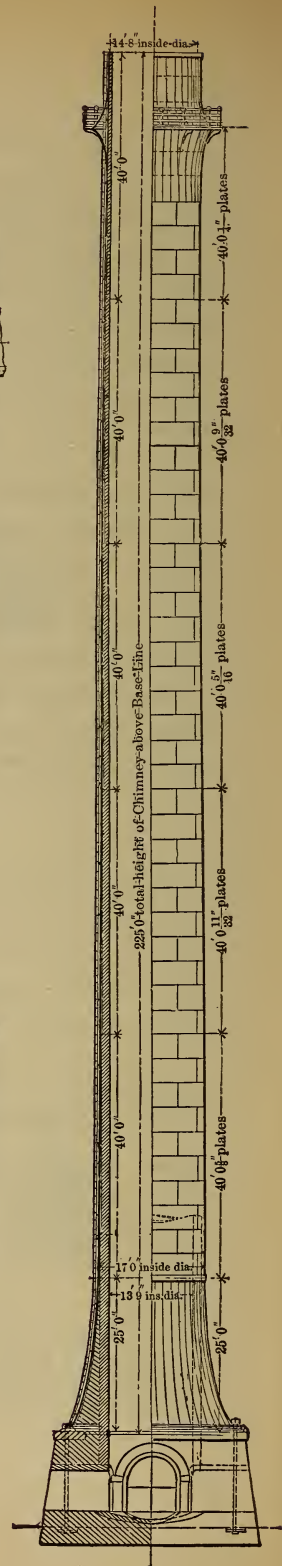 14'8" inside dia.
40'0"
40'0 1/4" plates
40'0"
40'0 9/32" plates
40'0"
40'0 5/16" plates
225'0" total height of Chimney above Base Line
40'0"
40'0 11/32" plates
40'0"
40'0 3/8" plates
17'0" inside dia.
13'9" ins. dia.
25'0"
25'0"